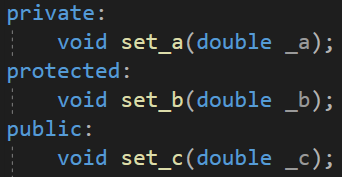 private:
    void set_a(double _a);
protected:
    void set_b(double _b);
public:
    void set_c(double _c);